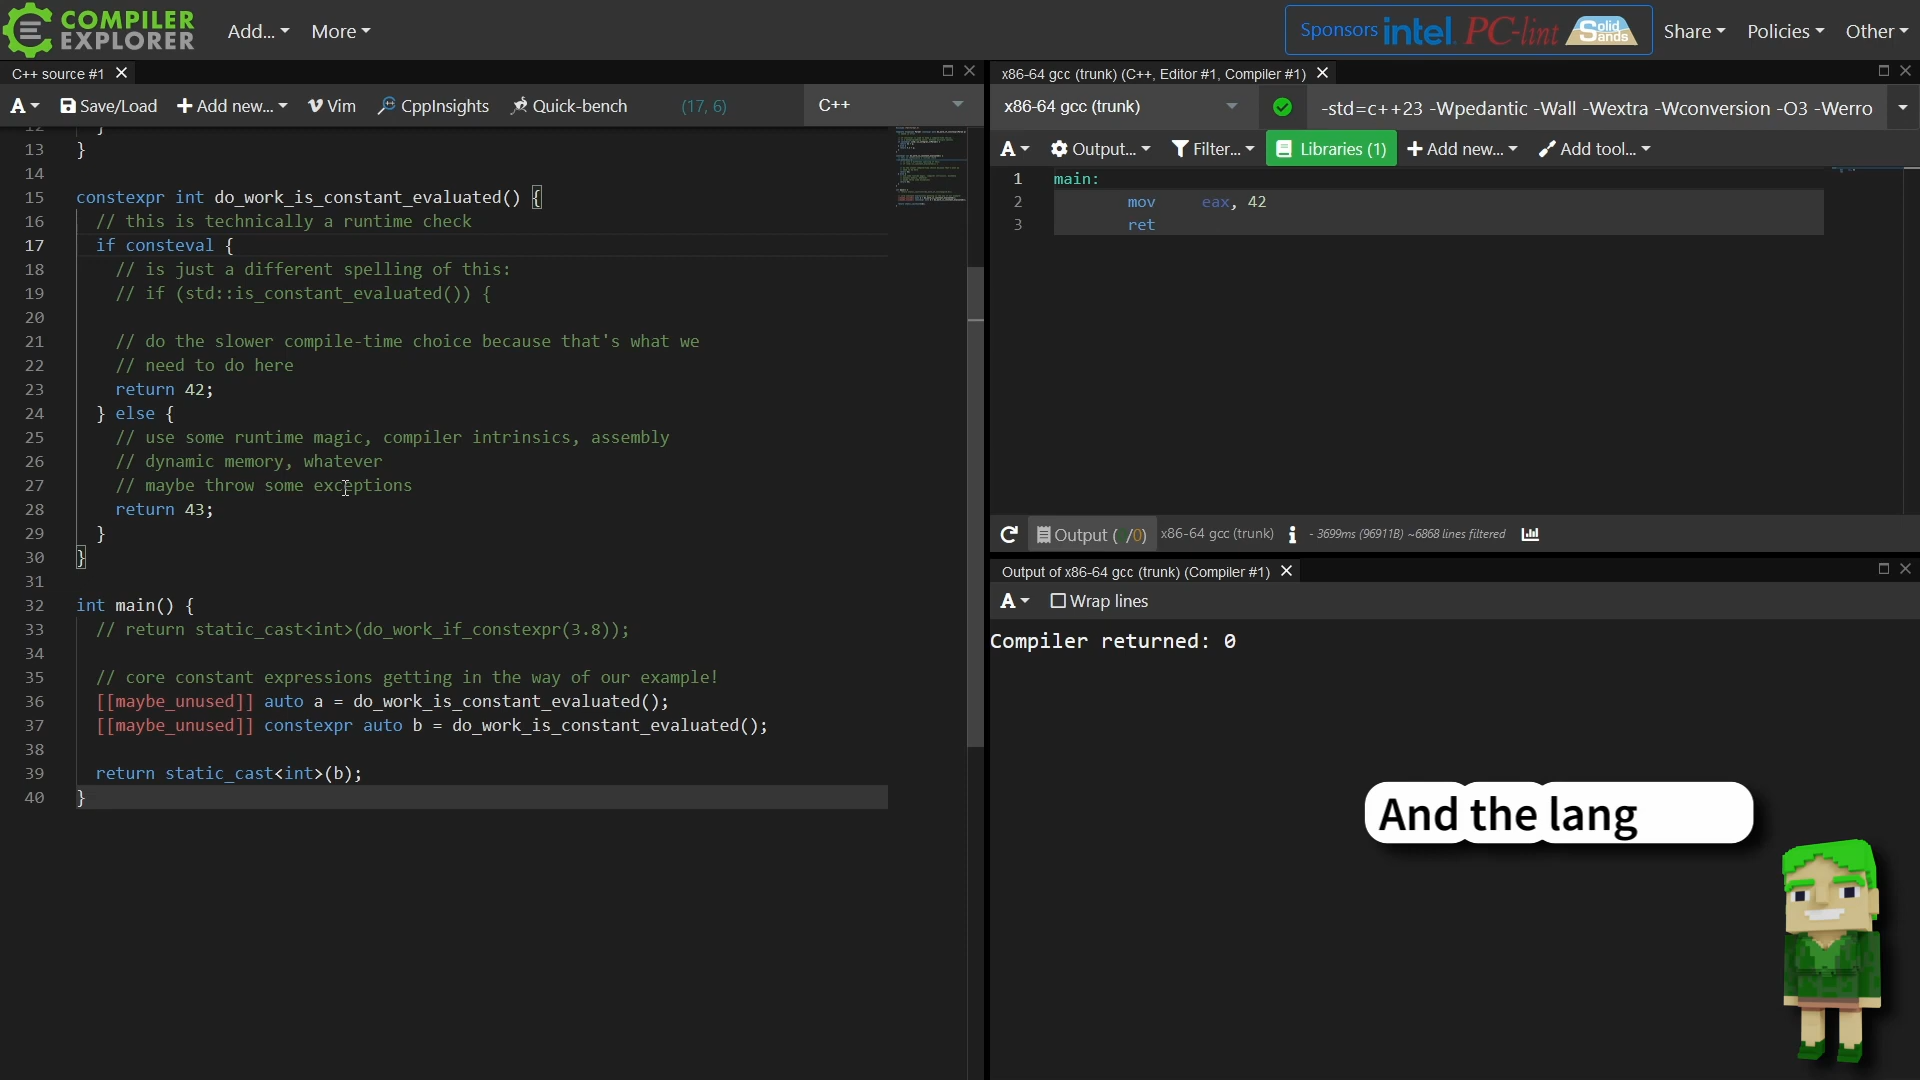 COMPILER
EXPLORER
Add...
More
Sponsors intel PC-lint Solid Sands
Share
Policies
Other
C++ source #1
A
Save/Load
Add new...
Vim
CppInsights
Quick-bench
(17, 6)
C++
12 }
13 }
14
15 constexpr int do_work_is_constant_evaluated() {
16 // this is technically a runtime check
17 if consteval {
18 // is just a different spelling of this:
19 // if (std::is_constant_evaluated()) {
20
21 // do the slower compile-time choice because that's what we
22 // need to do here
23 return 42;
24 } else {
25 // use some runtime magic, compiler intrinsics, assembly
26 // dynamic memory, whatever
27 // maybe throw some exceptions
28 return 43;
29 }
30 }
31
32 int main() {
33 // return static_cast<int>(do_work_if_constexpr(3.8));
34
35 // core constant expressions getting in the way of our example!
36 [[maybe_unused]] auto a = do_work_is_constant_evaluated();
37 [[maybe_unused]] constexpr auto b = do_work_is_constant_evaluated();
38
39 return static_cast<int>(b);
40 }
x86-64 gcc (trunk) (C++, Editor #1, Compiler #1)
x86-64 gcc (trunk)
-std=c++23 -Wpedantic -Wall -Wextra -Wconversion -O3 -Werro
A
Output...
Filter...
Libraries (1)
Add new...
Add tool...
1 main:
2 mov eax, 42
3 ret
Output ( /0)
x86-64 gcc (trunk)
- 3699ms (96911B) ~6868 lines filtered
Output of x86-64 gcc (trunk) (Compiler #1)
A
Wrap lines
Compiler returned: 0
And the lang